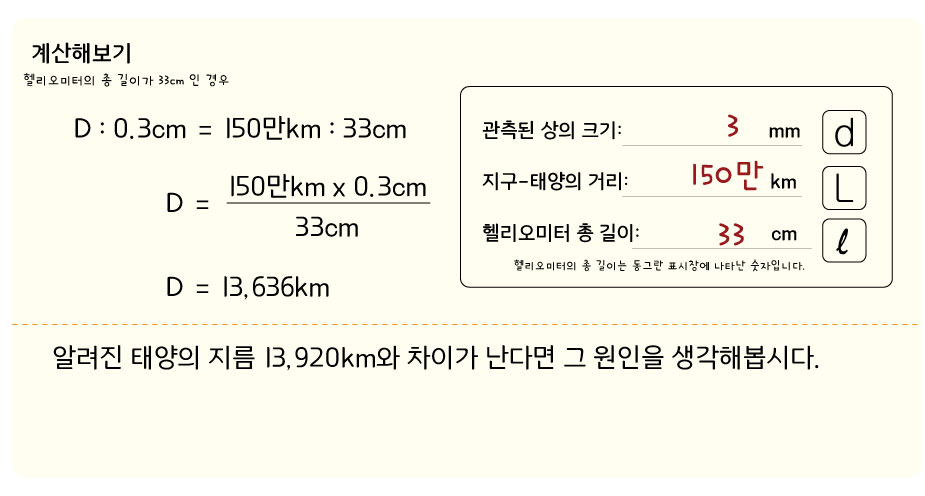 계산해보기
헬리오미터의 총 길이가 33cm 인 경우
D : 0.3cm = 150만km : 33cm
D = 150만km x 0.3cm
33cm
D = 13,636km
관측된 상의 크기: 3 mm d
지구-태양의 거리: 150만 km L
헬리오미터 총 길이: 33 cm ℓ
헬리오미터의 총 길이는 동그란 표시창에 나타난 숫자입니다.
알려진 태양의 지름 13,920km와 차이가 난다면 그 원인을 생각해봅시다.